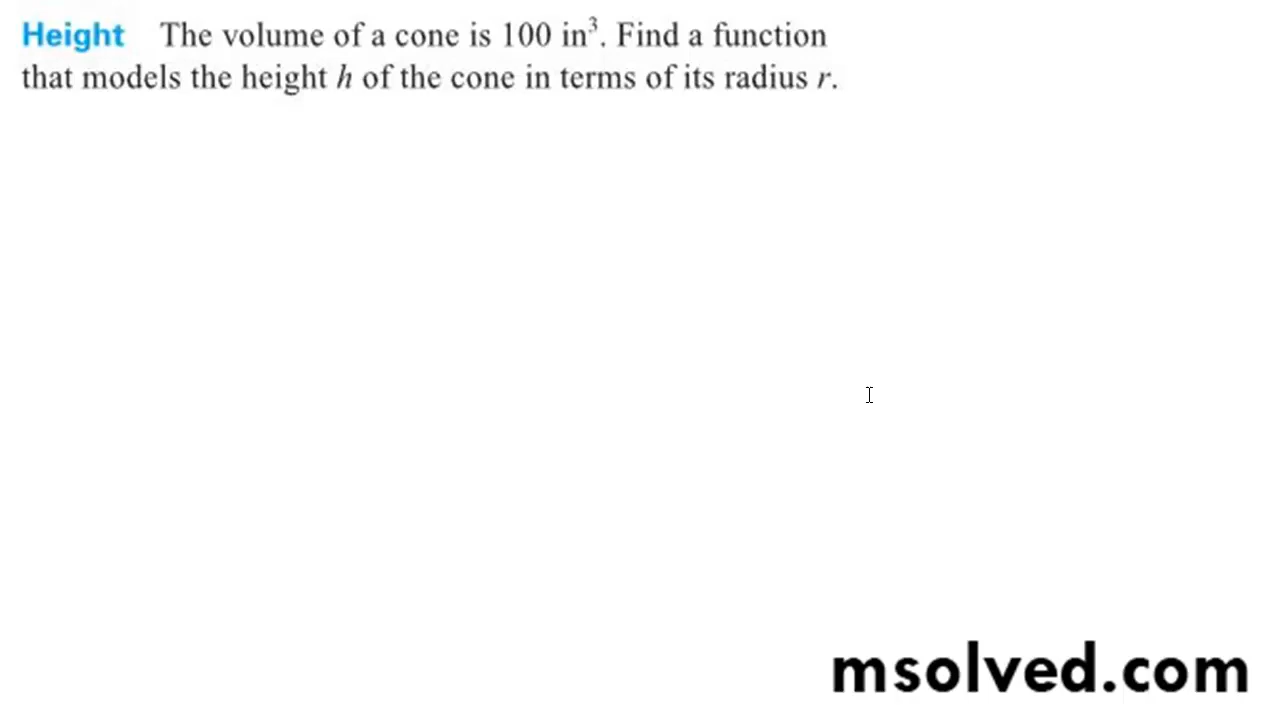 Height The volume of a cone is 100 in³. Find a function
that models the height h of the cone in terms of its radius r.
msolved.com